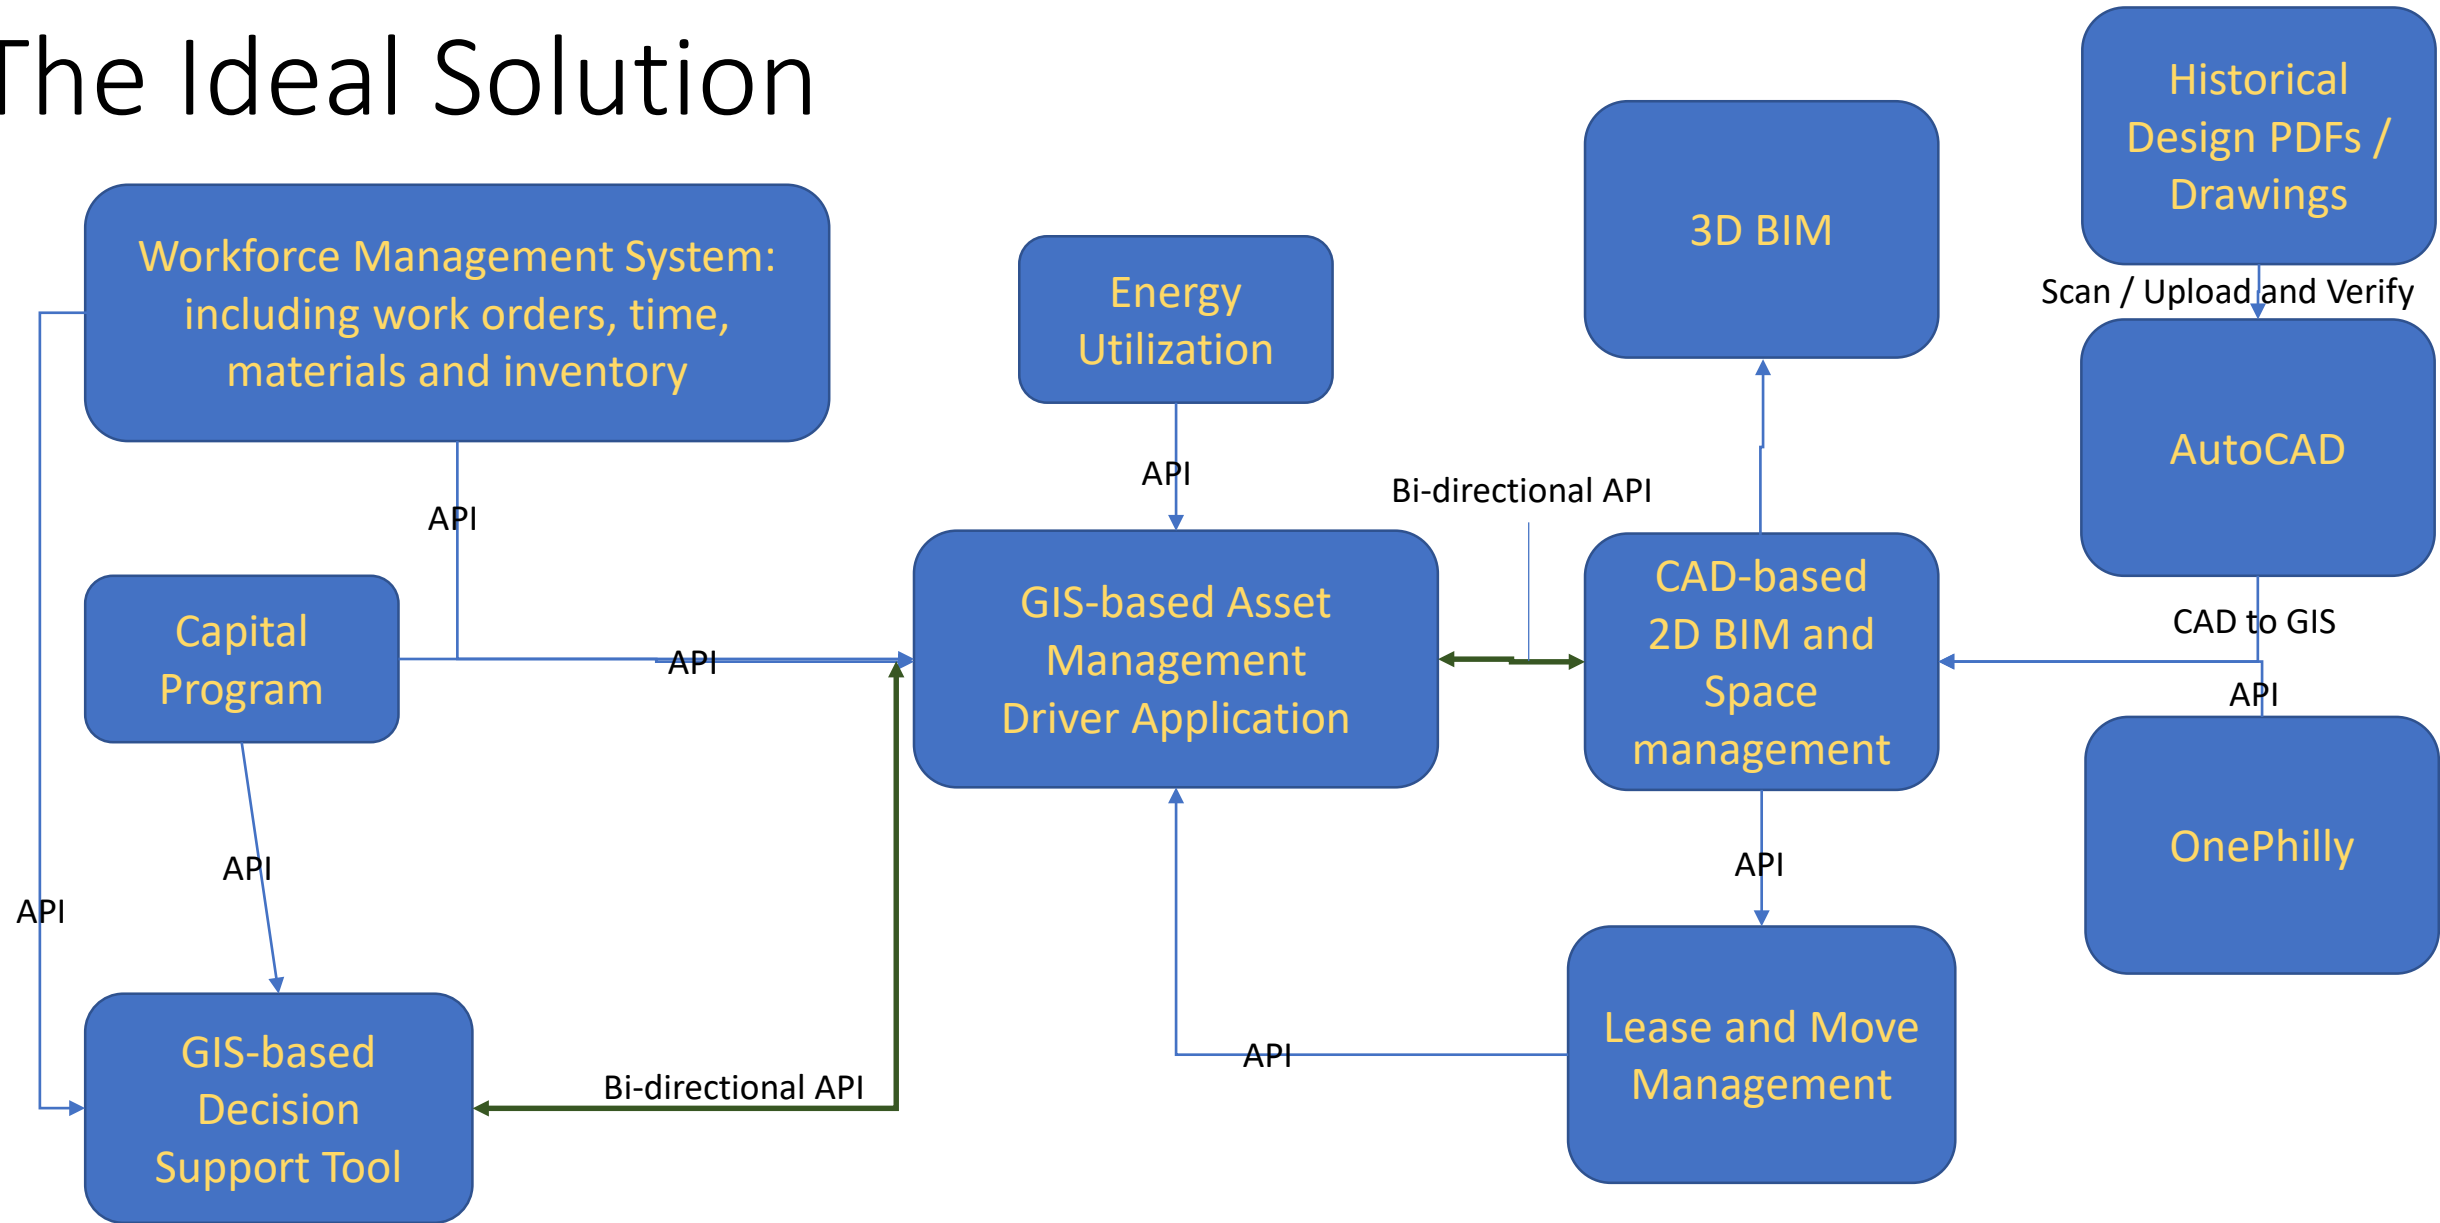 The Ideal Solution
Historical
Design PDFs /
Drawings
Workforce Management System:
including work orders, time,
materials and inventory
Energy
Utilization
3D BIM
Scan / Upload and Verify
AutoCAD
API
Bi-directional API
API
Capital
Program
API
GIS-based Asset
Management
Driver Application
CAD-based
2D BIM and
Space
management
CAD to GIS
API
OnePhilly
API
API
API
GIS-based
Decision
Support Tool
Bi-directional API
API
Lease and Move
Management